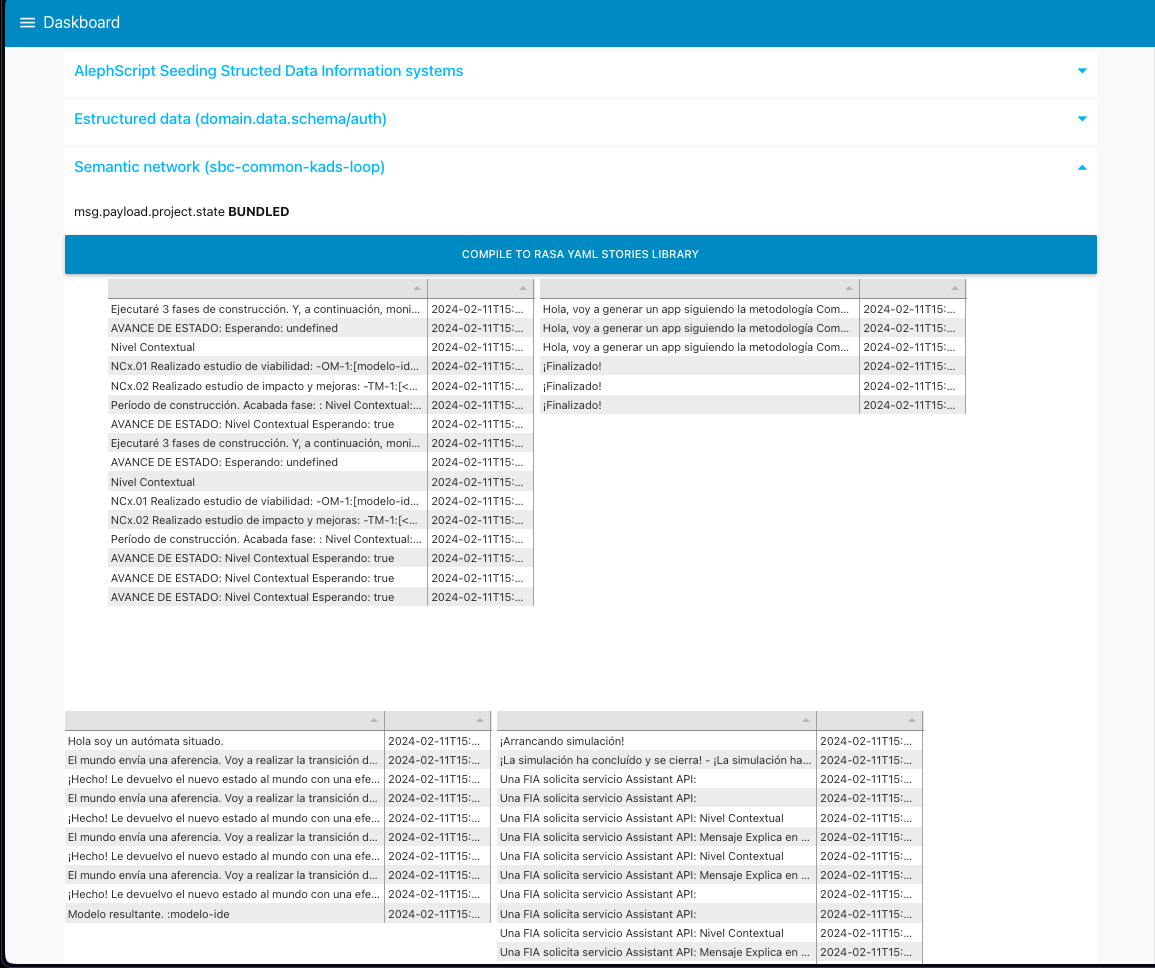 Daskboard
AlephScript Seeding Structed Data Information systems
Estructured data (domain.data.schema/auth)
Semantic network (sbc-common-kads-loop)
msg.payload.project.state BUNDLED
COMPILE TO RASA YAML STORIES LIBRARY
Ejecutaré 3 fases de construcción. Y, a continuación, moni... 2024-02-11T15:...
AVANCE DE ESTADO: Esperando: undefined 2024-02-11T15:...
Nivel Contextual 2024-02-11T15:...
NCx.01 Realizado estudio de viabilidad: -OM-1:[modelo-id... 2024-02-11T15:...
NCx.02 Realizado estudio de impacto y mejoras: -TM-1:[<... 2024-02-11T15:...
Período de construcción. Acabada fase: : Nivel Contextual:... 2024-02-11T15:...
AVANCE DE ESTADO: Nivel Contextual Esperando: true 2024-02-11T15:...
Ejecutaré 3 fases de construcción. Y, a continuación, moni... 2024-02-11T15:...
AVANCE DE ESTADO: Esperando: undefined 2024-02-11T15:...
Nivel Contextual 2024-02-11T15:...
NCx.01 Realizado estudio de viabilidad: -OM-1:[modelo-id... 2024-02-11T15:...
NCx.02 Realizado estudio de impacto y mejoras: -TM-1:[<... 2024-02-11T15:...
Período de construcción. Acabada fase: : Nivel Contextual:... 2024-02-11T15:...
AVANCE DE ESTADO: Nivel Contextual Esperando: true 2024-02-11T15:...
AVANCE DE ESTADO: Nivel Contextual Esperando: true 2024-02-11T15:...
AVANCE DE ESTADO: Nivel Contextual Esperando: true 2024-02-11T15:...
Hola, voy a generar un app siguiendo la metodología Com... 2024-02-11T15:...
Hola, voy a generar un app siguiendo la metodología Com... 2024-02-11T15:...
Hola, voy a generar un app siguiendo la metodología Com... 2024-02-11T15:...
¡Finalizado! 2024-02-11T15:...
¡Finalizado! 2024-02-11T15:...
¡Finalizado! 2024-02-11T15:...
Hola soy un autómata situado. 2024-02-11T15:...
El mundo envía una aferencia. Voy a realizar la transición d... 2024-02-11T15:...
¡Hecho! Le devuelvo el nuevo estado al mundo con una efe... 2024-02-11T15:...
El mundo envía una aferencia. Voy a realizar la transición d... 2024-02-11T15:...
¡Hecho! Le devuelvo el nuevo estado al mundo con una efe... 2024-02-11T15:...
El mundo envía una aferencia. Voy a realizar la transición d... 2024-02-11T15:...
¡Hecho! Le devuelvo el nuevo estado al mundo con una efe... 2024-02-11T15:...
El mundo envía una aferencia. Voy a realizar la transición d... 2024-02-11T15:...
¡Hecho! Le devuelvo el nuevo estado al mundo con una efe... 2024-02-11T15:...
Modelo resultante. :modelo-ide 2024-02-11T15:...
¡Arrancando simulación! 2024-02-11T15:...
¡La simulación ha concluído y se cierra! - ¡La simulación ha... 2024-02-11T15:...
Una FIA solicita servicio Assistant API: 2024-02-11T15:...
Una FIA solicita servicio Assistant API: 2024-02-11T15:...
Una FIA solicita servicio Assistant API: Nivel Contextual 2024-02-11T15:...
Una FIA solicita servicio Assistant API: Mensaje Explica en ... 2024-02-11T15:...
Una FIA solicita servicio Assistant API: Nivel Contextual 2024-02-11T15:...
Una FIA solicita servicio Assistant API: Mensaje Explica en ... 2024-02-11T15:...
Una FIA solicita servicio Assistant API: 2024-02-11T15:...
Una FIA solicita servicio Assistant API: 2024-02-11T15:...
Una FIA solicita servicio Assistant API: Nivel Contextual 2024-02-11T15:...
Una FIA solicita servicio Assistant API: Mensaje Explica en ... 2024-02-11T15:...